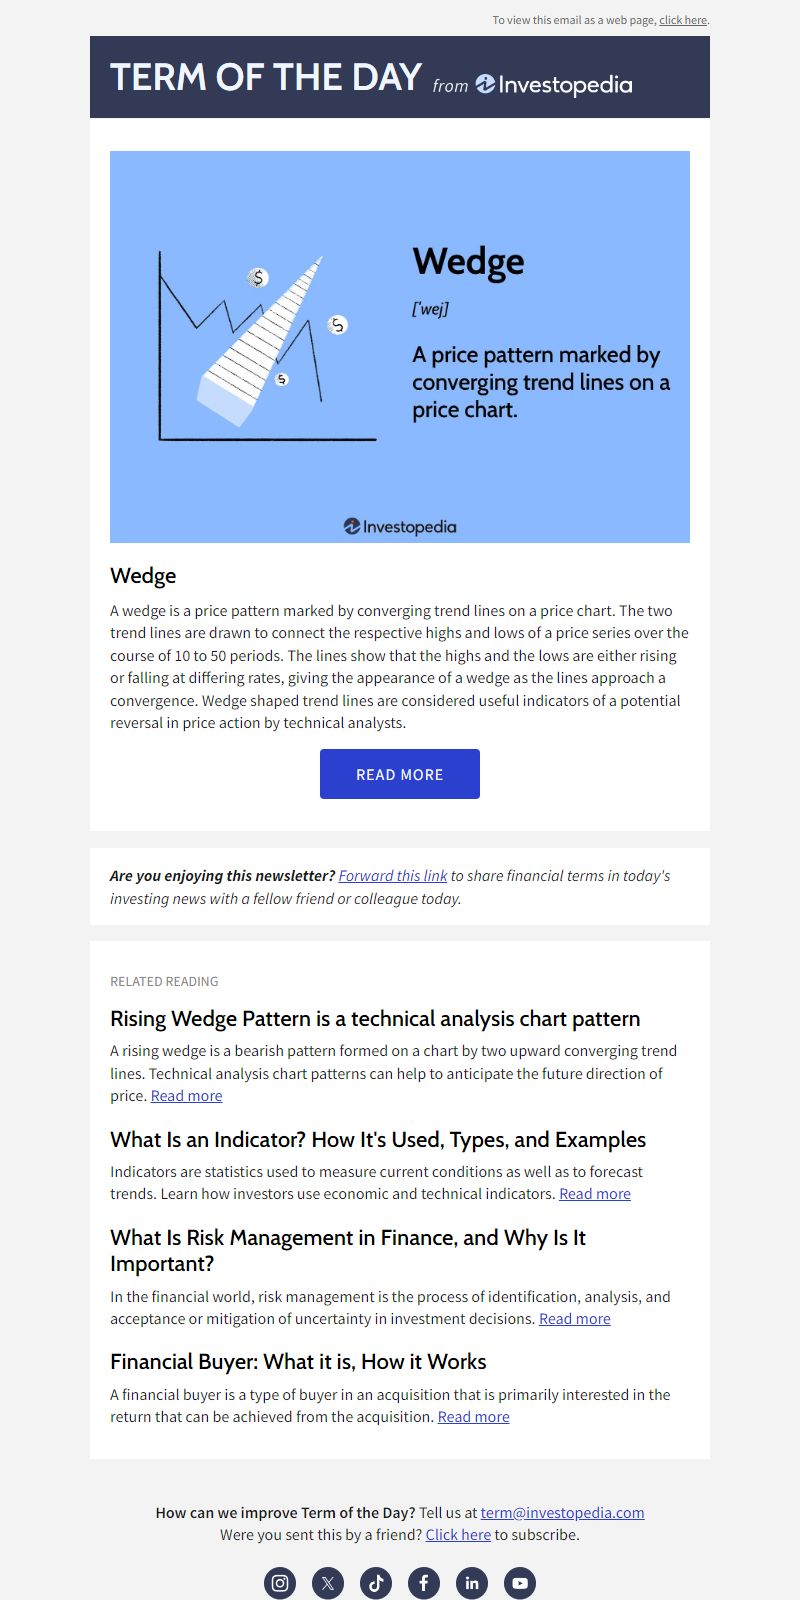 To view this email as a web page, click here.
TERM OF THE DAY from Investopedia
Wedge
['wej]
A price pattern marked by
converging trend lines on a
price chart.
$
$
$
Investopedia
Wedge
A wedge is a price pattern marked by converging trend lines on a price chart. The two
trend lines are drawn to connect the respective highs and lows of a price series over the
course of 10 to 50 periods. The lines show that the highs and the lows are either rising
or falling at differing rates, giving the appearance of a wedge as the lines approach a
convergence. Wedge shaped trend lines are considered useful indicators of a potential
reversal in price action by technical analysts.
READ MORE
Are you enjoying this newsletter? Forward this link to share financial terms in today's
investing news with a fellow friend or colleague today.
RELATED READING
Rising Wedge Pattern is a technical analysis chart pattern
A rising wedge is a bearish pattern formed on a chart by two upward converging trend
lines. Technical analysis chart patterns can help to anticipate the future direction of
price. Read more
What Is an Indicator? How It's Used, Types, and Examples
Indicators are statistics used to measure current conditions as well as to forecast
trends. Learn how investors use economic and technical indicators. Read more
What Is Risk Management in Finance, and Why Is It
Important?
In the financial world, risk management is the process of identification, analysis, and
acceptance or mitigation of uncertainty in investment decisions. Read more
Financial Buyer: What it is, How it Works
A financial buyer is a type of buyer in an acquisition that is primarily interested in the
return that can be achieved from the acquisition. Read more
How can we improve Term of the Day? Tell us at term@investopedia.com
Were you sent this by a friend? Click here to subscribe.